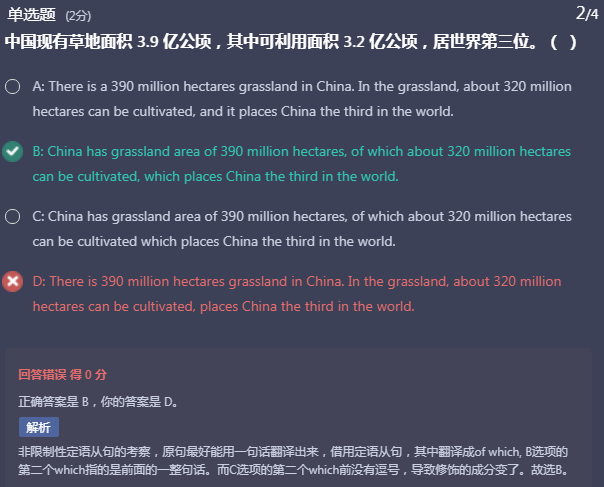 单选题 (2分) 2/4
中国现有草地面积 3.9 亿公顷，其中可利用面积 3.2 亿公顷，居世界第三位。（ ）
A: There is a 390 million hectares grassland in China. In the grassland, about 320 million
hectares can be cultivated, and it places China the third in the world.
B: China has grassland area of 390 million hectares, of which about 320 million hectares
can be cultivated, which places China the third in the world.
C: China has grassland area of 390 million hectares, of which about 320 million hectares
can be cultivated which places China the third in the world.
D: There is 390 million hectares grassland in China. In the grassland, about 320 million
hectares can be cultivated, places China the third in the world.
回答错误 得 0 分
正确答案是 B，你的答案是 D。
解析
非限制性定语从句的考察，原句最好能用一句话翻译出来，借用定语从句，其中翻译成of which, B选项的
第二个which指的是前面的一整句话。而C选项的第二个which前没有逗号，导致修饰的成分变了。故选B。